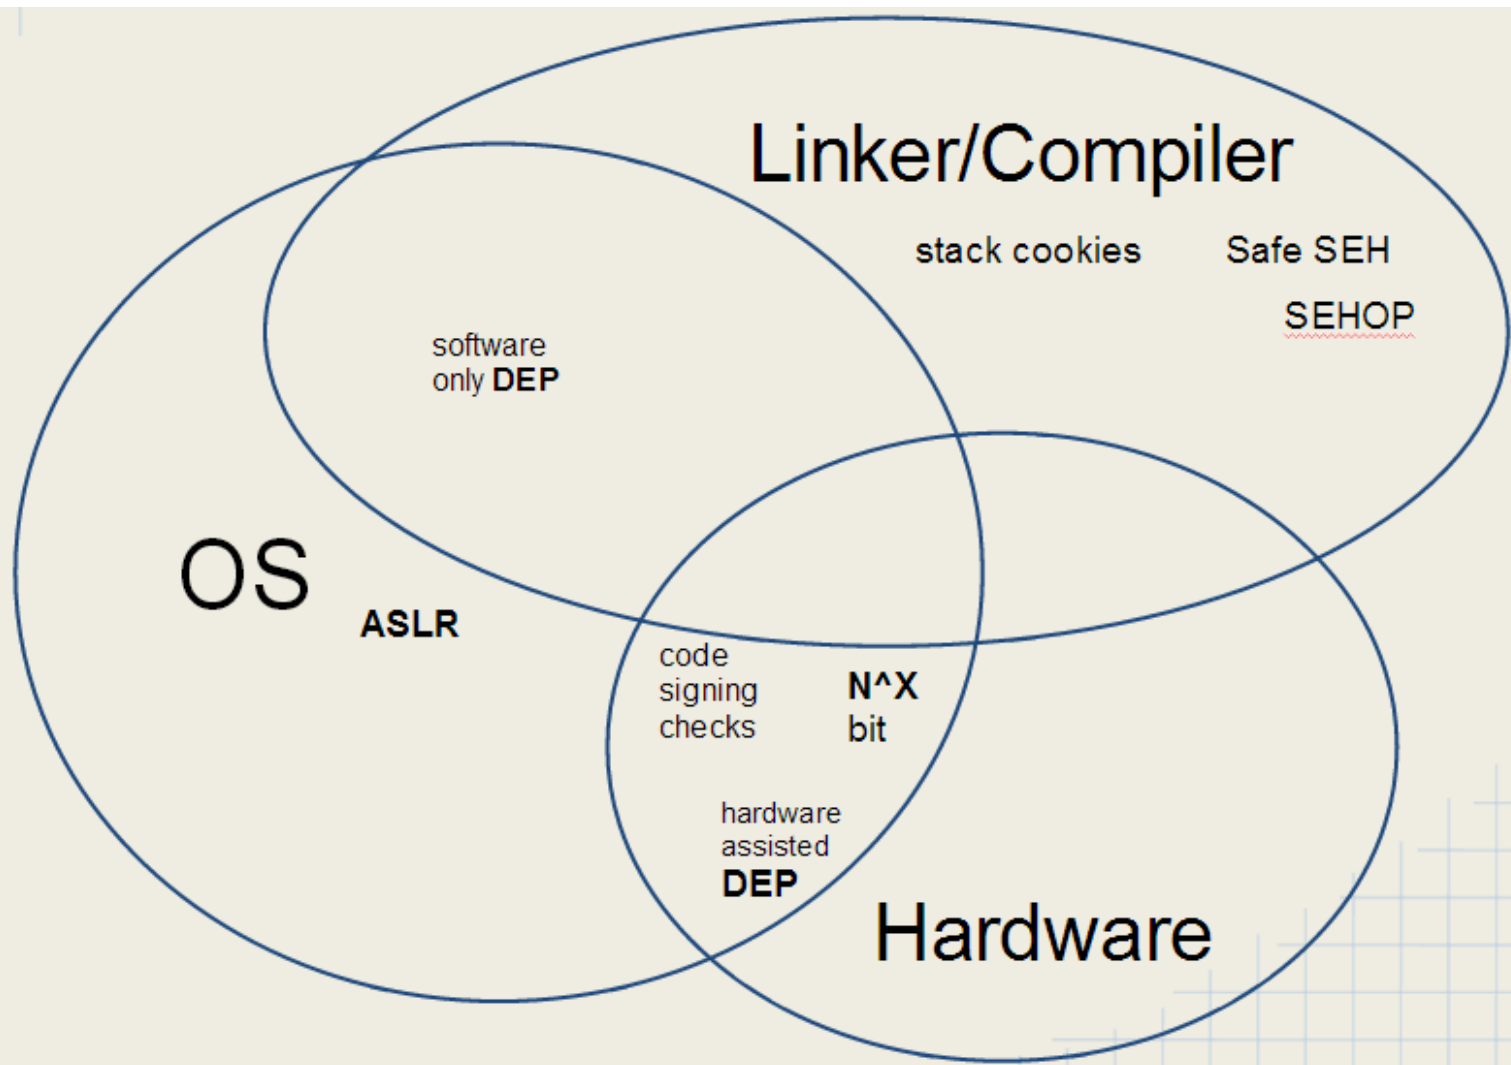 Linker/Compiler
stack cookies
Safe SEH
SEHOP
software
only DEP
OS
ASLR
code
signing
checks
N^X
bit
hardware
assisted
DEP
Hardware